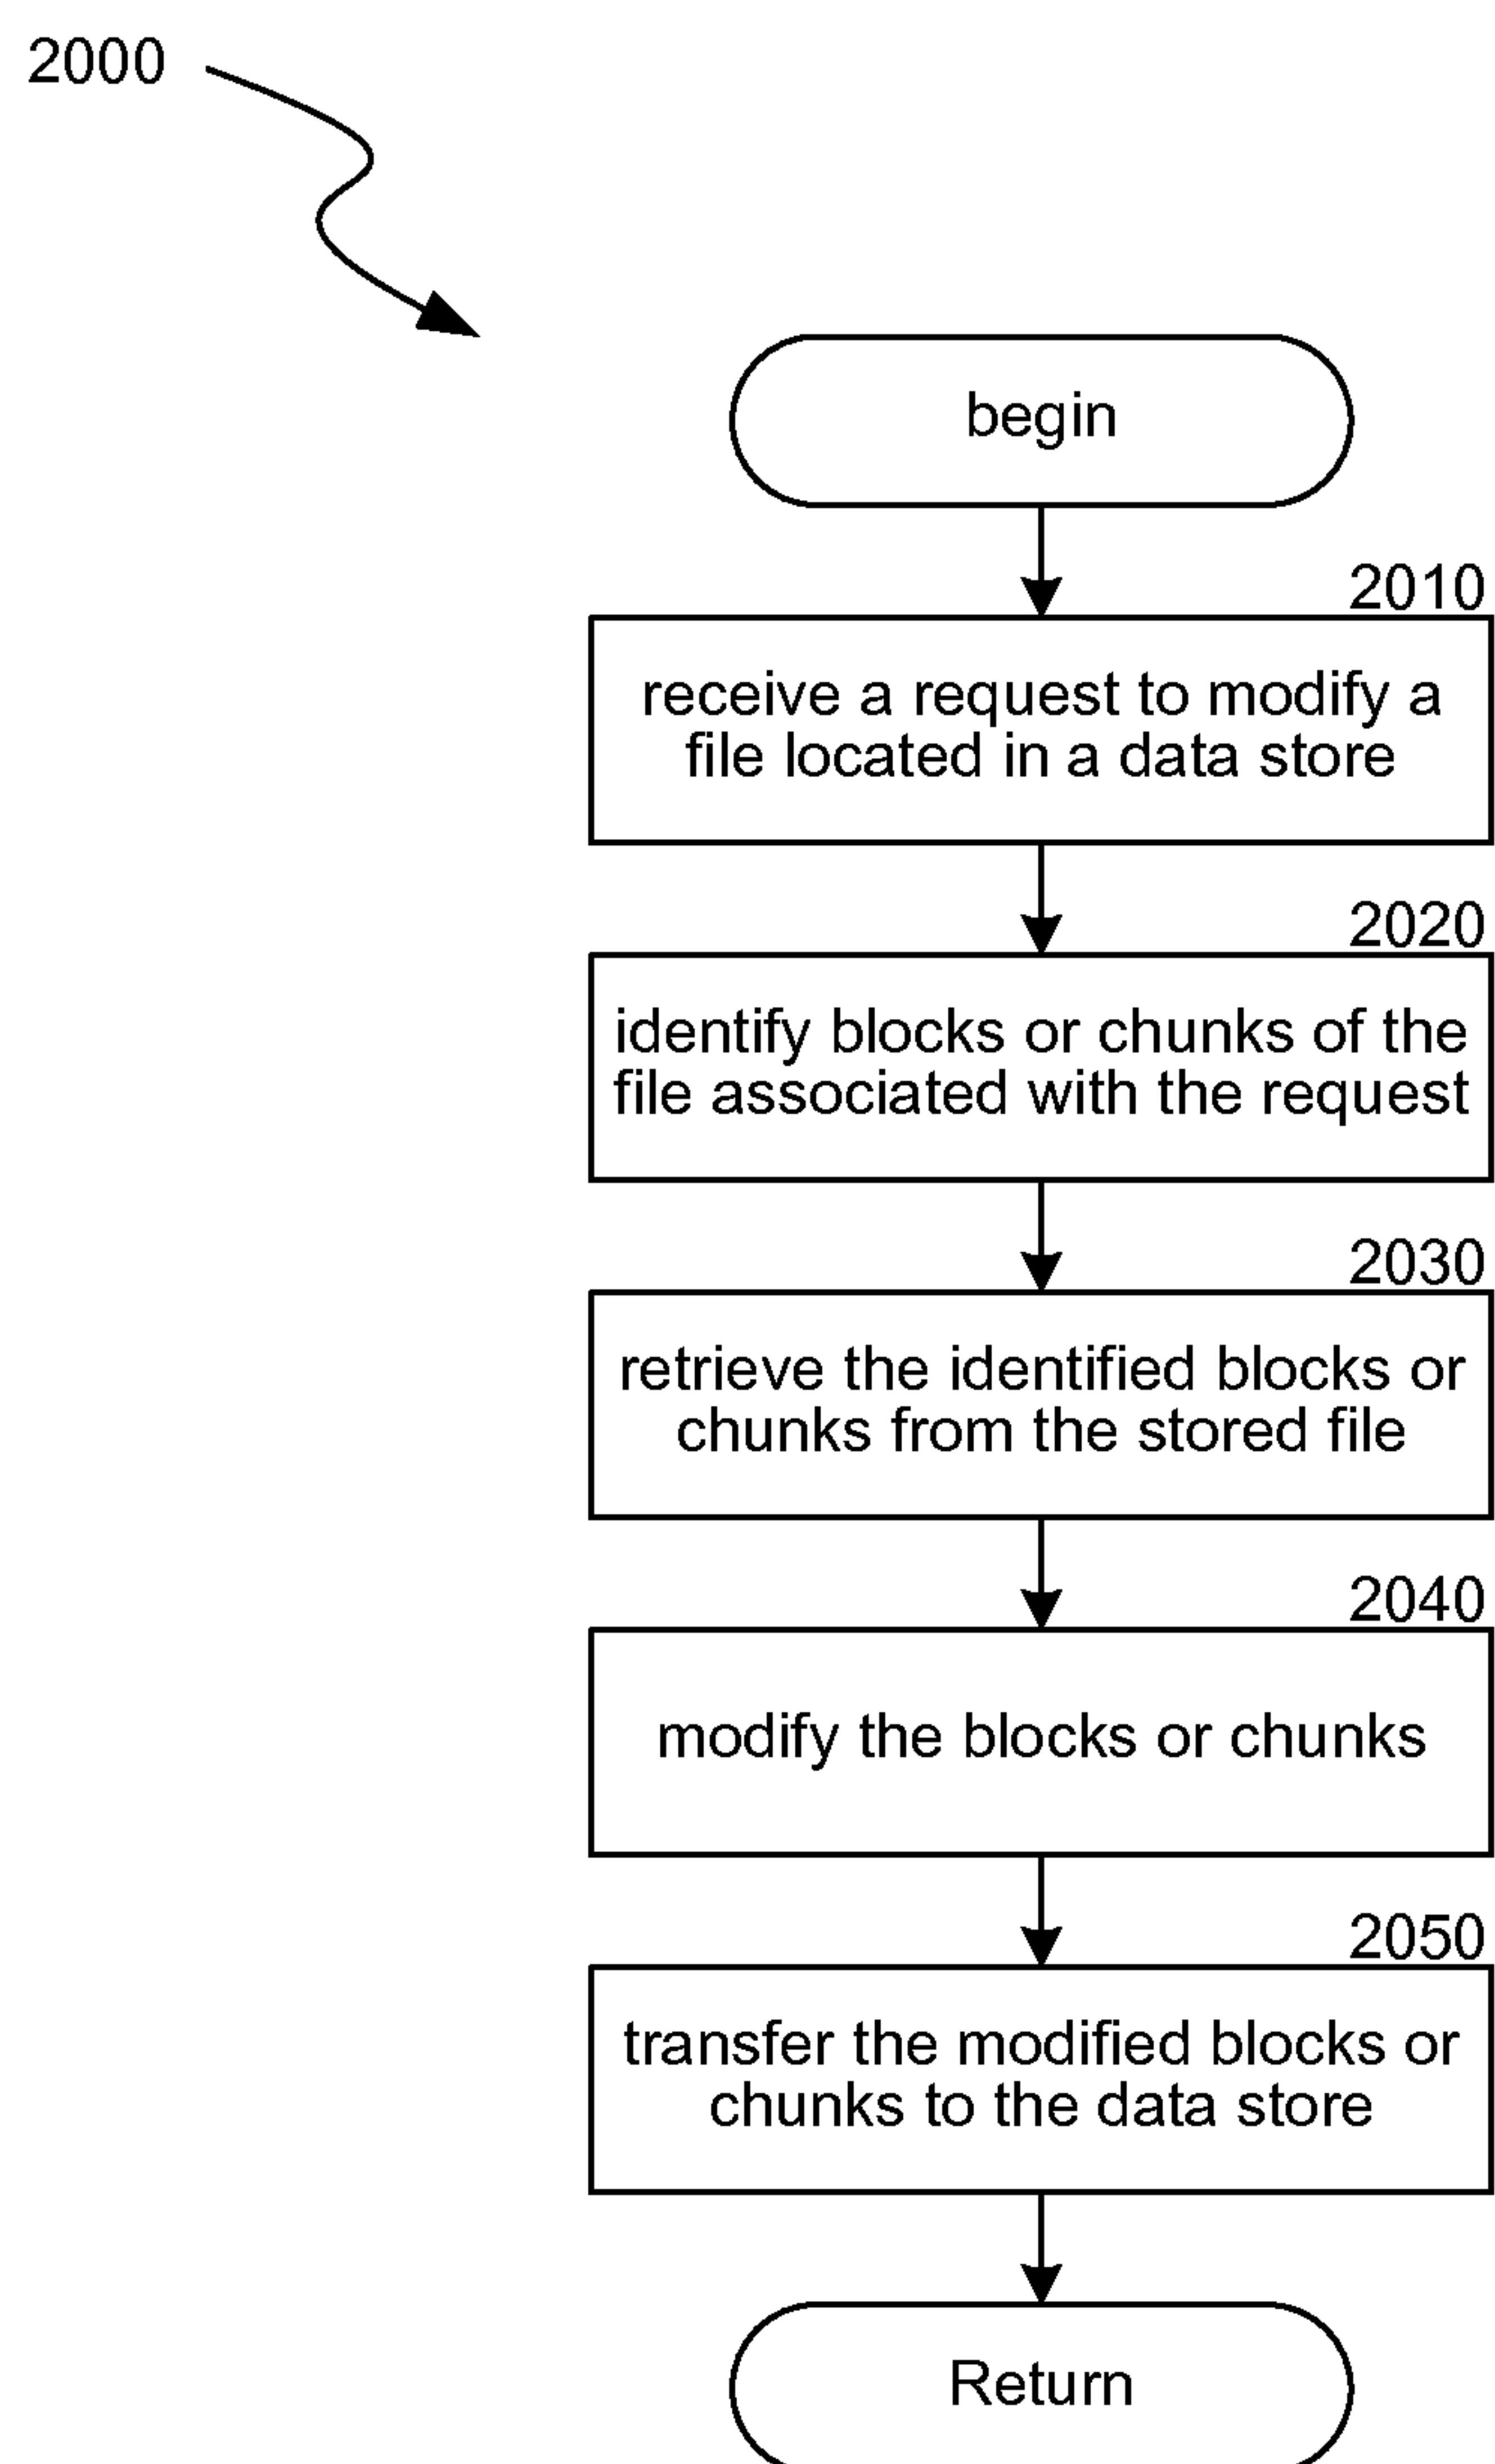 2000
begin
2010
receive a request to modify a
file located in a data store
2020
identify blocks or chunks of the
file associated with the request
2030
retrieve the identified blocks or
chunks from the stored file
2040
modify the blocks or chunks
2050
transfer the modified blocks or
chunks to the data store
Return